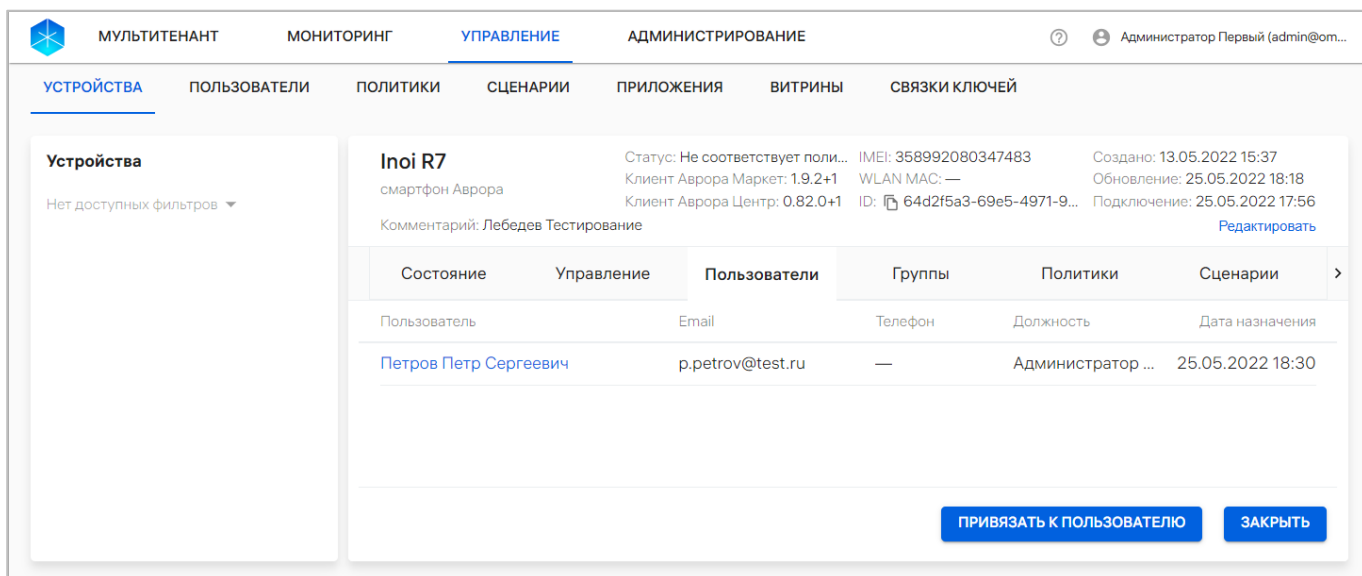 МУЛЬТИТЕНАНТ МОНИТОРИНГ УПРАВЛЕНИЕ АДМИНИСТРИРОВАНИЕ Администратор Первый (admin@om...
УСТРОЙСТВА ПОЛЬЗОВАТЕЛИ ПОЛИТИКИ СЦЕНАРИИ ПРИЛОЖЕНИЯ ВИТРИНЫ СВЯЗКИ КЛЮЧЕЙ
Устройства
Нет доступных фильтров
Inoi R7
смартфон Аврора
Статус: Не соответствует поли... IMEI: 358992080347483 Создано: 13.05.2022 15:37
Клиент Аврора Маркет: 1.9.2+1 WLAN MAC: — Обновление: 25.05.2022 18:18
Клиент Аврора Центр: 0.82.0+1 ID: 64d2f5a3-69e5-4971-9... Подключение: 25.05.2022 17:56
Комментарий: Лебедев Тестирование Редактировать
Состояние Управление Пользователи Группы Политики Сценарии
Пользователь Email Телефон Должность Дата назначения
Петров Петр Сергеевич p.petrov@test.ru — Администратор ... 25.05.2022 18:30
ПРИВЯЗАТЬ К ПОЛЬЗОВАТЕЛЮ ЗАКРЫТЬ